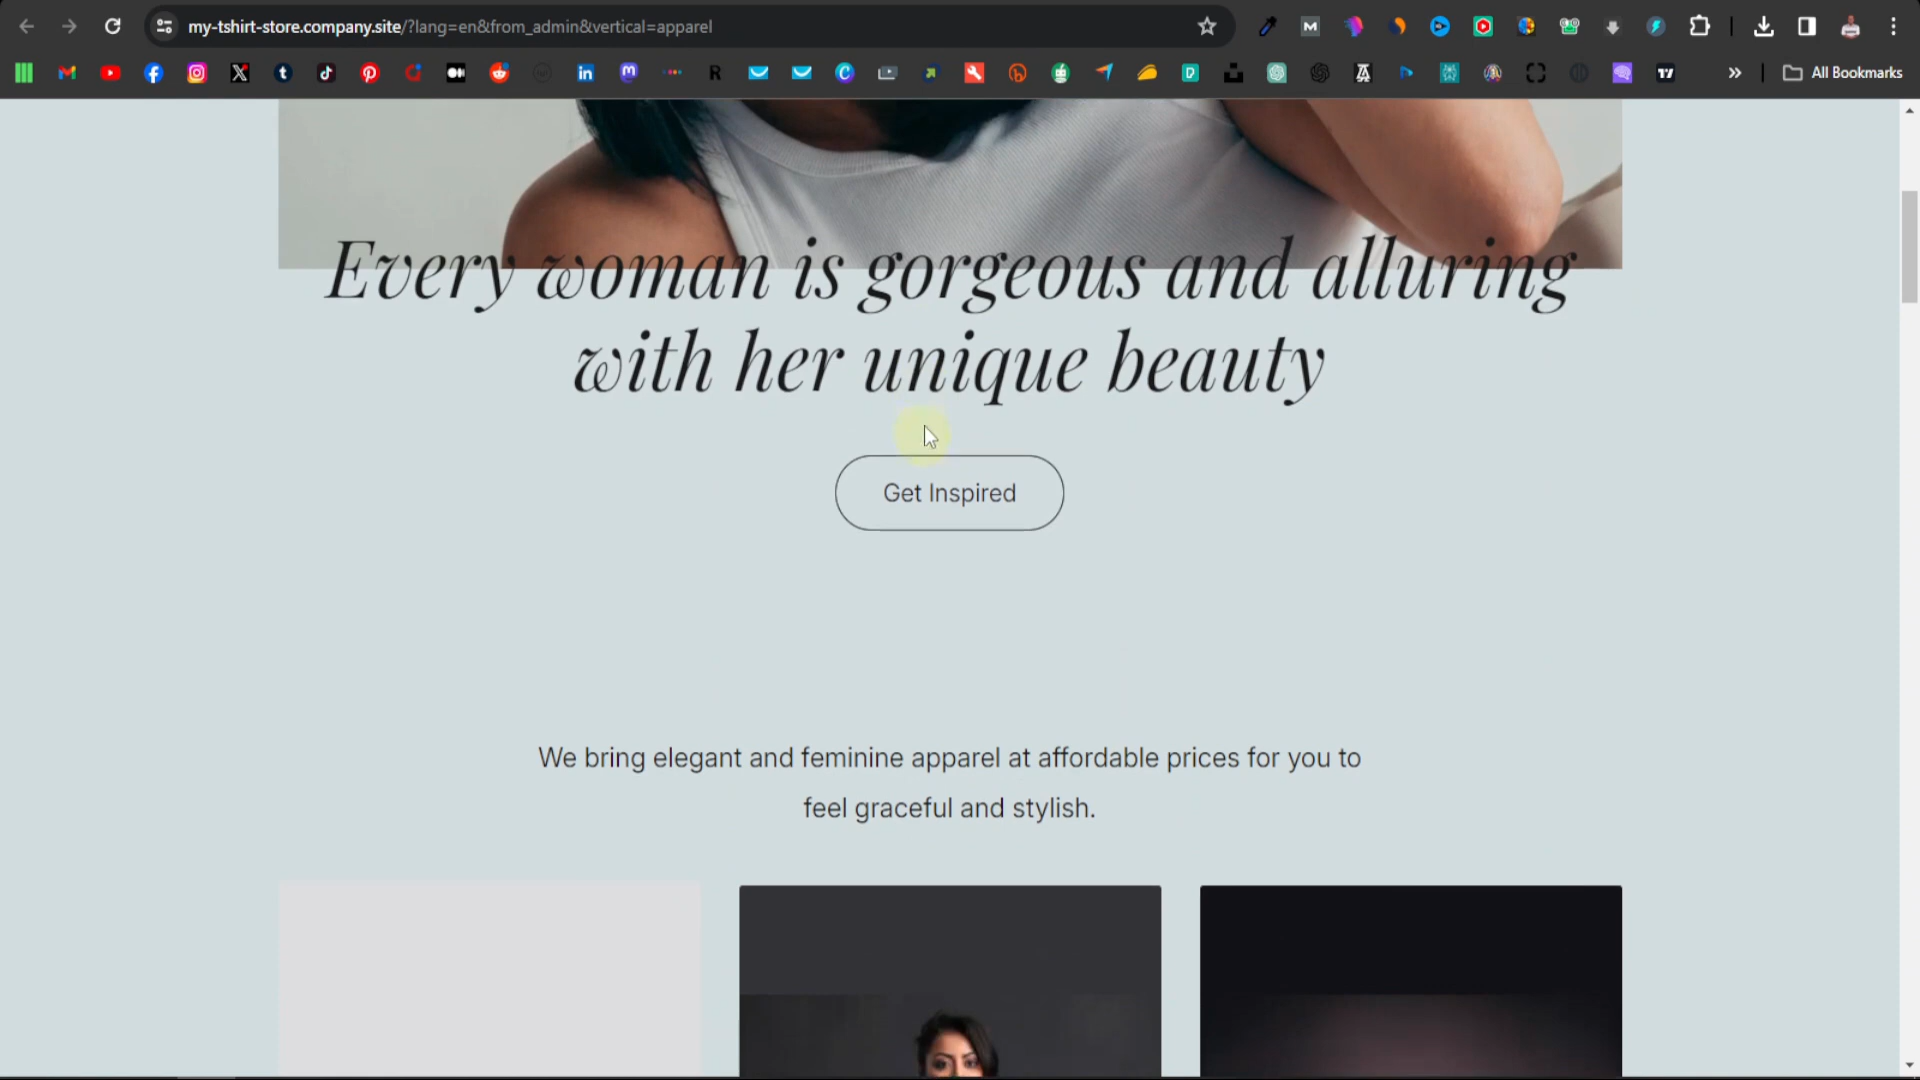 my-tshirt-store.company.site/?lang=en&from_admin&vertical=apparel
All Bookmarks
Every woman is gorgeous and alluring
with her unique beauty
Get Inspired
We bring elegant and feminine apparel at affordable prices for you to
feel graceful and stylish.